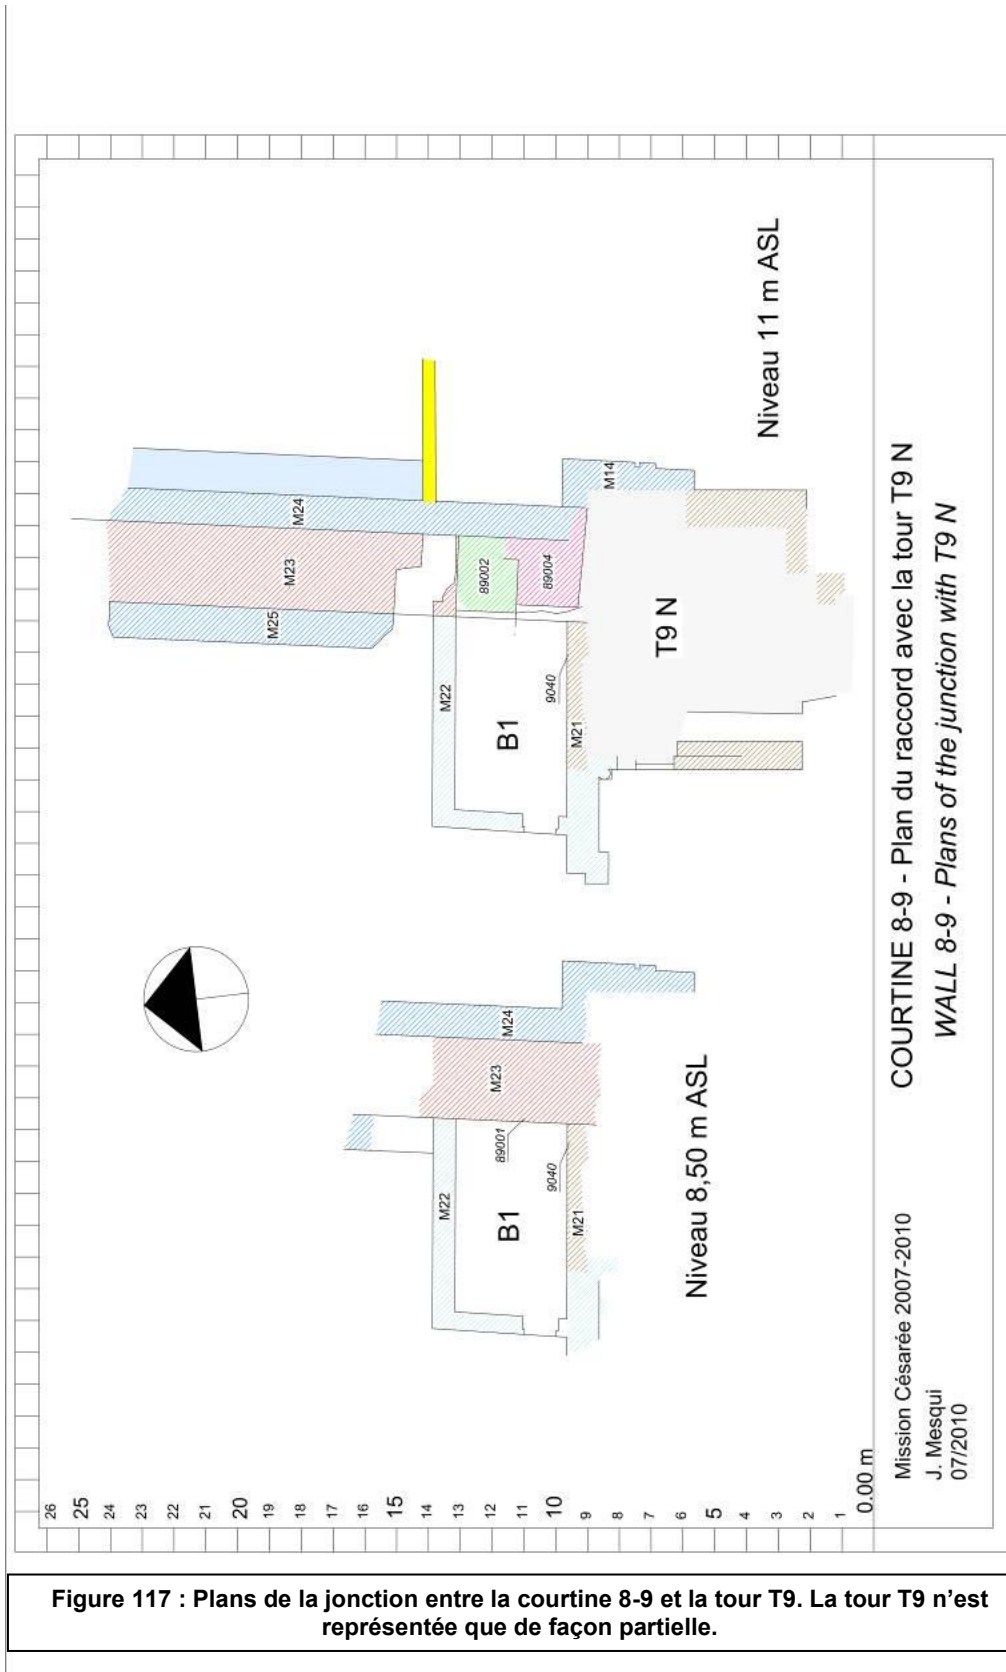 26
25
24
23
22
21
20
19
18
17
16
15
14
13
12
11
10
9
8
7
6
5
4
3
2
1
0.00 m
M22
B1
M21
9040
89001
M23
M24
Niveau 8,50 m ASL
M25
M23
M24
M22
B1
M21
9040
89002
89004
M14
T9 N
Niveau 11 m ASL
COURTINE 8-9 - Plan du raccord avec la tour T9 N
WALL 8-9 - Plans of the junction with T9 N
Mission Césarée 2007-2010
J. Mesqui
07/2010
Figure 117 : Plans de la jonction entre la courtine 8-9 et la tour T9. La tour T9 n’est
représentée que de façon partielle.